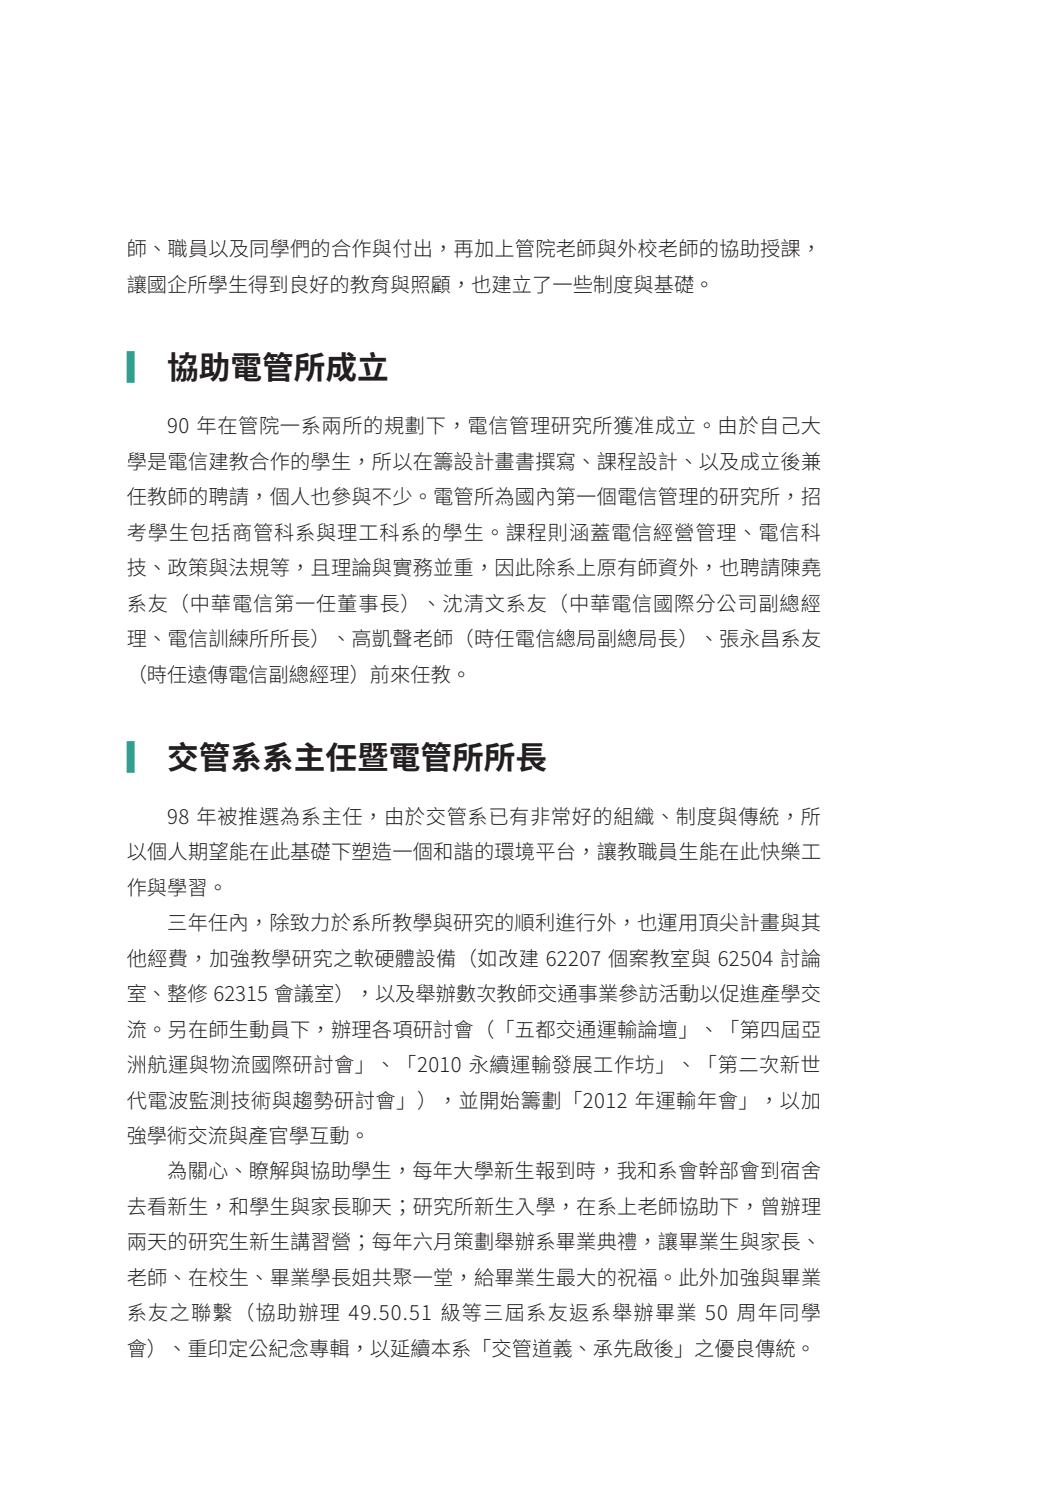 師、職員以及同學們的合作與付出，再加上管院老師與外校老師的協助授課，
讓國企所學生得到良好的教育與照顧，也建立了一些制度與基礎。
協助電管所成立
90 年在管院一系兩所的規劃下，電信管理研究所獲准成立。由於自己大
學是電信建教合作的學生，所以在籌設計畫書撰寫、課程設計、以及成立後兼
任教師的聘請，個人也參與不少。電管所為國內第一個電信管理的研究所，招
考學生包括商管科系與理工科系的學生。課程則涵蓋電信經營管理、電信科
技、政策與法規等，且理論與實務並重，因此除系上原有師資外，也聘請陳堯
系友（中華電信第一任董事長）、沈清文系友（中華電信國際分公司副總經
理、電信訓練所所長）、高凱聲老師（時任電信總局副總局長）、張永昌系友
（時任遠傳電信副總經理）前來任教。
交管系系主任暨電管所所長
98 年被推選為系主任，由於交管系已有非常好的組織、制度與傳統，所
以個人期望能在此基礎下塑造一個和諧的環境平台，讓教職員生能在此快樂工
作與學習。
三年任內，除致力於系所教學與研究的順利進行外，也運用頂尖計畫與其
他經費，加強教學研究之軟硬體設備（如改建 62207 個案教室與 62504 討論
室、整修 62315 會議室），以及舉辦數次教師交通事業參訪活動以促進產學交
流。另在師生動員下，辦理各項研討會（「五都交通運輸論壇」、「第四屆亞
洲航運與物流國際研討會」、「2010 永續運輸發展工作坊」、「第二次新世
代電波監測技術與趨勢研討會」），並開始籌劃「2012 年運輸年會」，以加
強學術交流與產官學互動。
為關心、瞭解與協助學生，每年大學新生報到時，我和系會幹部會到宿舍
去看新生，和學生與家長聊天；研究所新生入學，在系上老師協助下，曾辦理
兩天的研究生新生講習營；每年六月策劃舉辦系畢業典禮，讓畢業生與家長、
老師、在校生、畢業學長姐共聚一堂，給畢業生最大的祝福。此外加強與畢業
系友之聯繫（協助辦理 49.50.51 級等三屆系友返系舉辦畢業 50 周年同學
會）、重印定公紀念專輯，以延續本系「交管道義、承先啟後」之優良傳統。